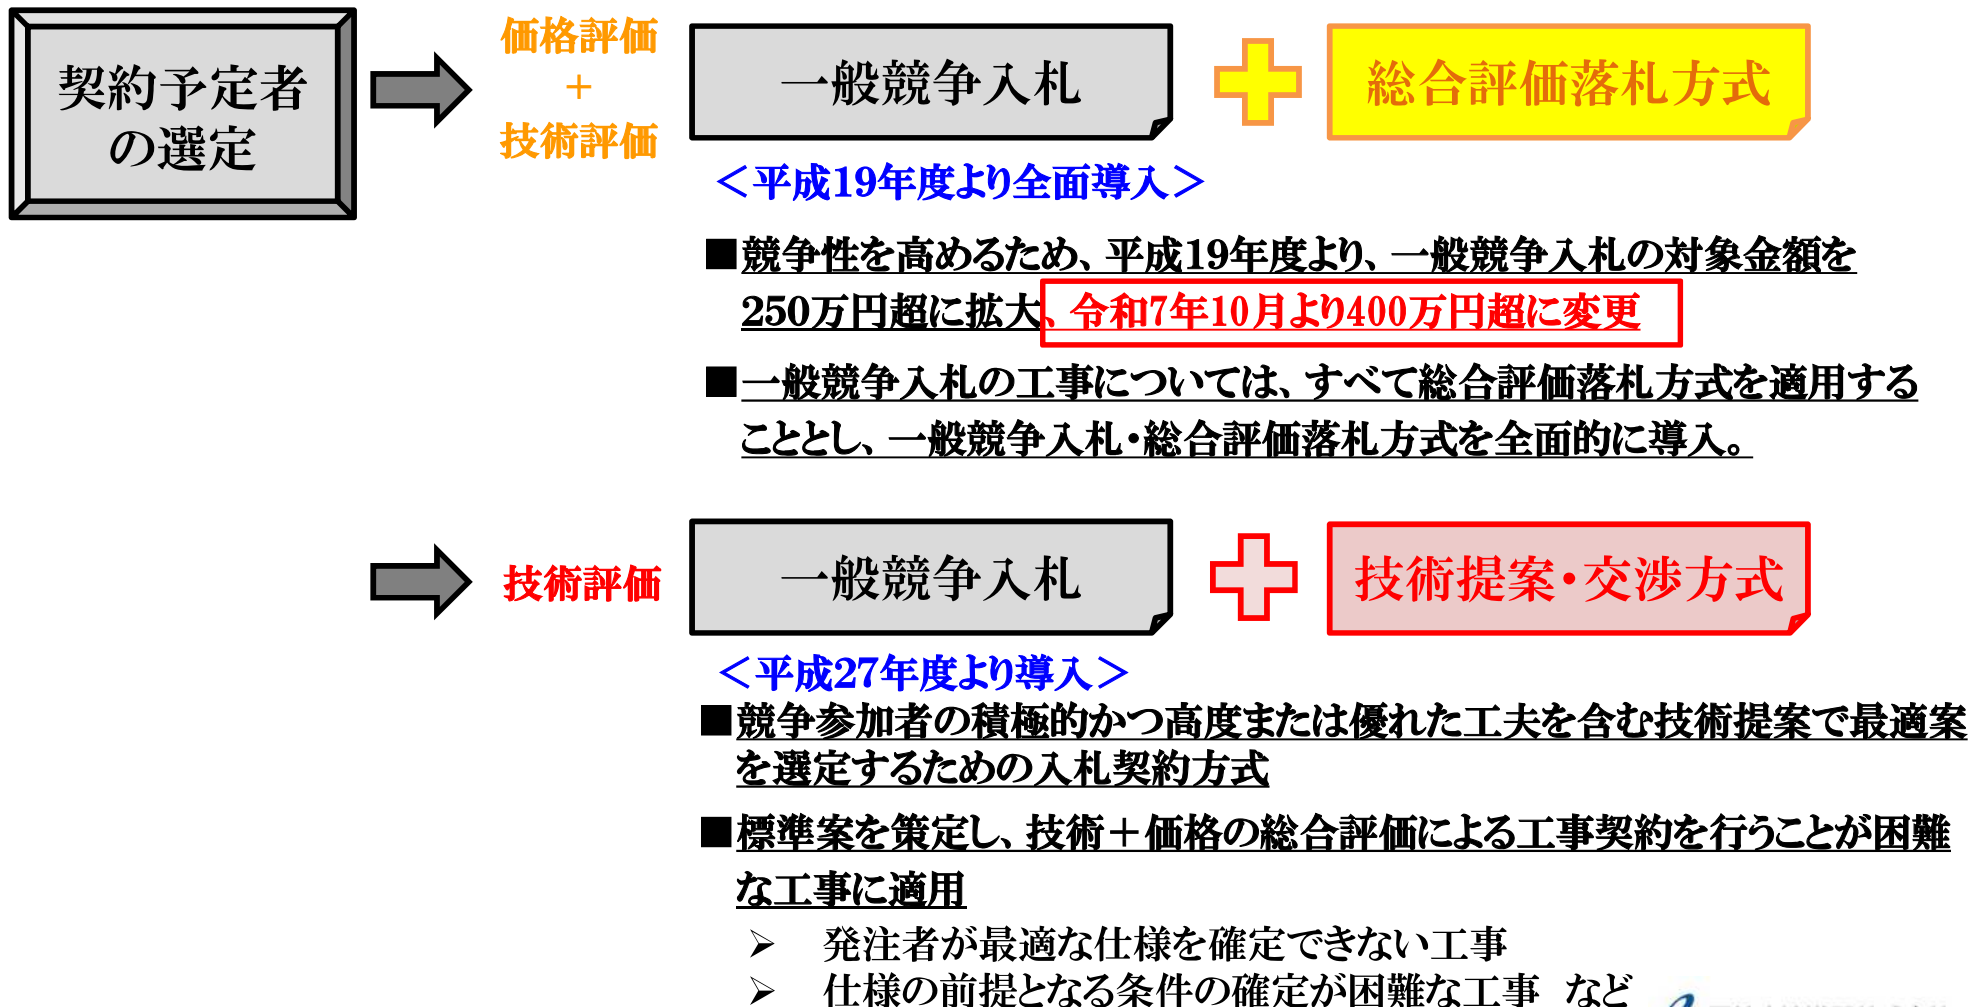 契約予定者
の選定
価格評価
+
技術評価
一般競争入札
総合評価落札方式
＜平成19年度より全面導入＞
■競争性を高めるため、平成19年度より、一般競争入札の対象金額を
250万円超に拡大、令和7年10月より400万円超に変更
■一般競争入札の工事については、すべて総合評価落札方式を適用する
こととし、一般競争入札・総合評価落札方式を全面的に導入。
技術評価
一般競争入札
技術提案・交渉方式
＜平成27年度より導入＞
■競争参加者の積極的かつ高度または優れた工夫を含む技術提案で最適案
を選定するための入札契約方式
■標準案を策定し、技術＋価格の総合評価による工事契約を行うことが困難
な工事に適用
➢ 発注者が最適な仕様を確定できない工事
➢ 仕様の前提となる条件の確定が困難な工事 など